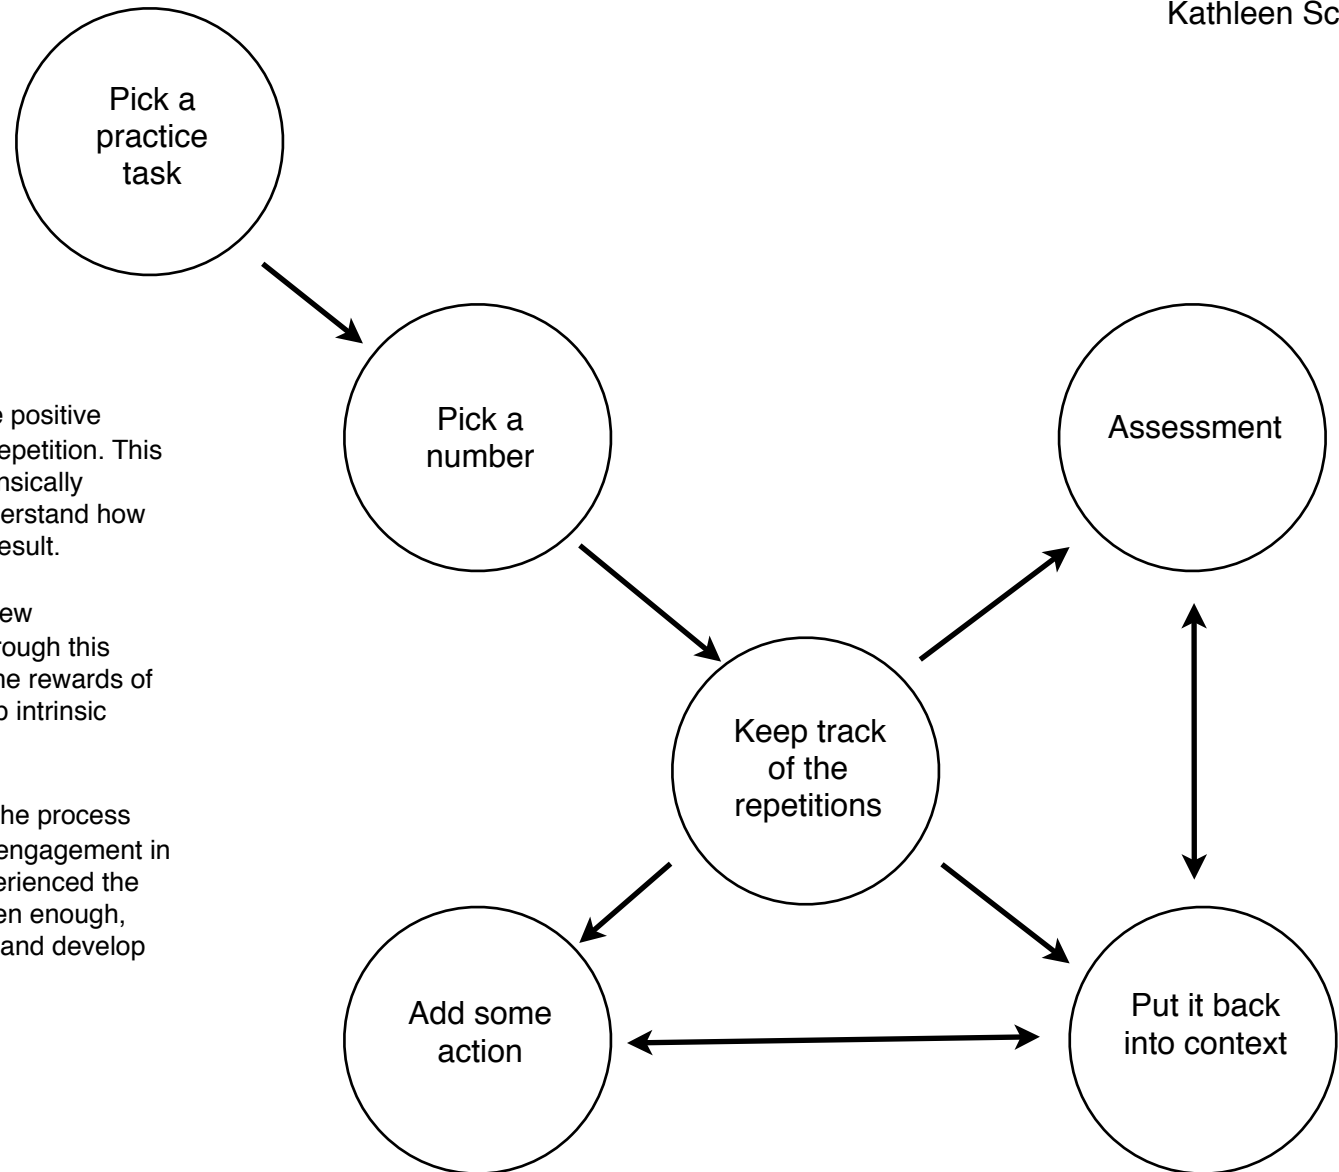 Kathleen Sc
Pick a
practice
task
Pick a
number
Assessment
e positive
epetition. This
nsically
derstand how
esult.
ew
rough this
he rewards of
o intrinsic
Keep track
of the
repetitions
he process
engagement in
erienced the
en enough,
and develop
Add some
action
Put it back
into context